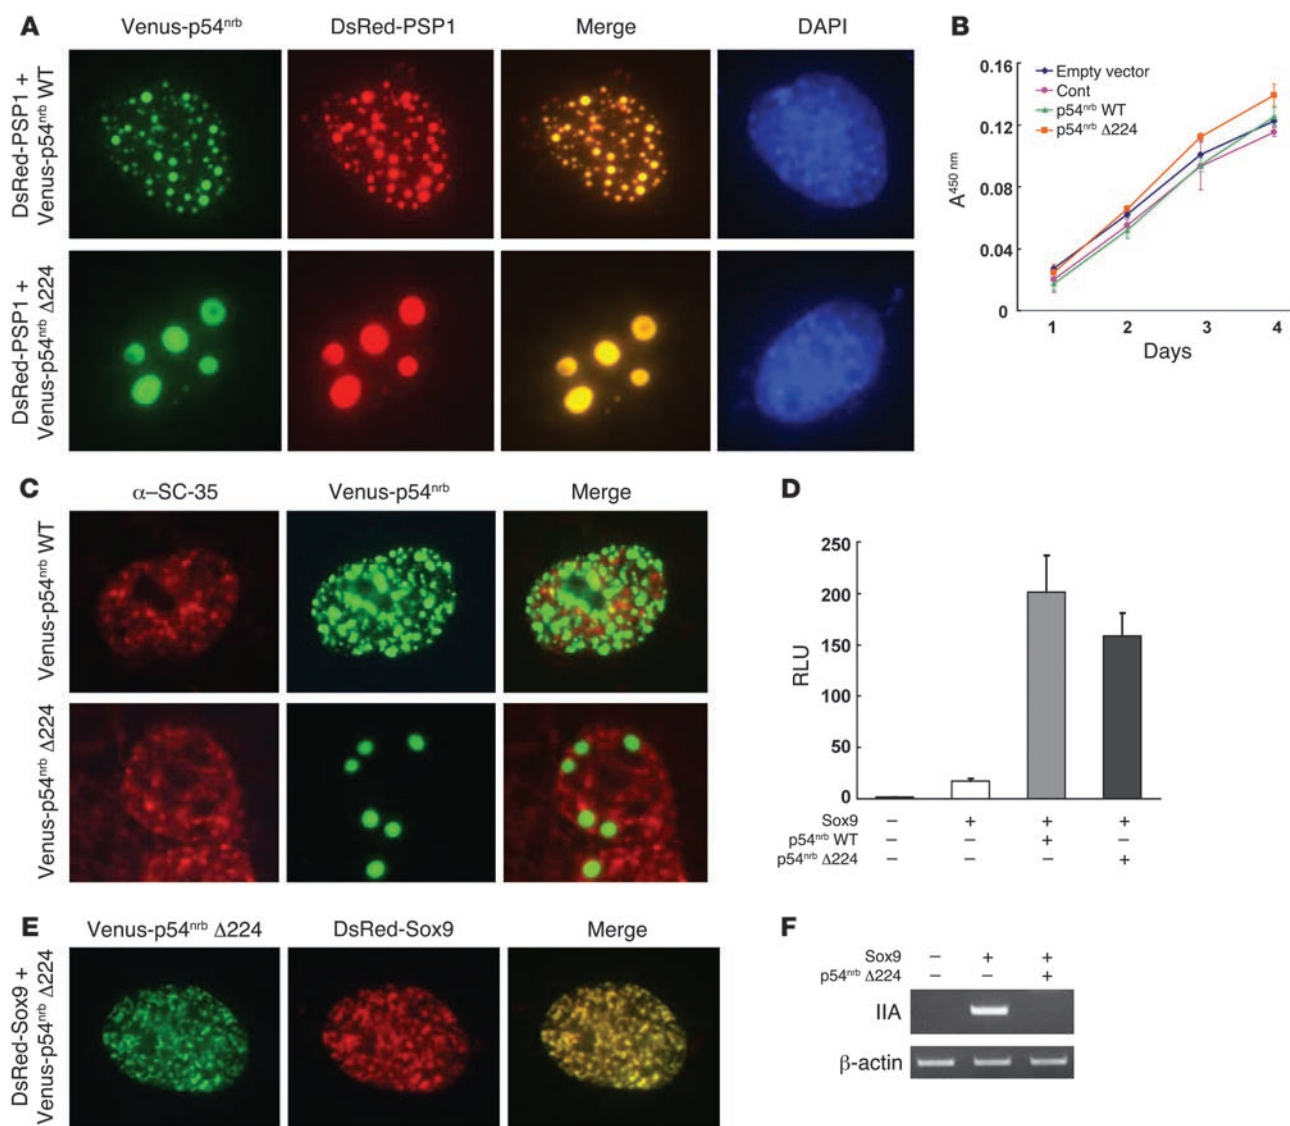 A
Venus-p54ⁿʳᵇ
DsRed-PSP1
Merge
DAPI
DsRed-PSP1 +
Venus-p54ⁿʳᵇ WT
DsRed-PSP1 +
Venus-p54ⁿʳᵇ Δ224
B
0.16
0.12
0.08
0.04
0
A⁴⁵⁰ ⁿᵐ
Empty vector
Cont
p54ⁿʳᵇ WT
p54ⁿʳᵇ Δ224
1 2 3 4
Days
C
α–SC-35
Venus-p54ⁿʳᵇ
Merge
Venus-p54ⁿʳᵇ WT
Venus-p54ⁿʳᵇ Δ224
D
250
200
150
100
50
0
RLU
Sox9 – + + +
p54ⁿʳᵇ WT – – + –
p54ⁿʳᵇ Δ224 – – – +
E
Venus-p54ⁿʳᵇ Δ224
DsRed-Sox9
Merge
DsRed-Sox9 +
Venus-p54ⁿʳᵇ Δ224
F
Sox9 – + +
p54ⁿʳᵇ Δ224 – – +
IIA
β-actin